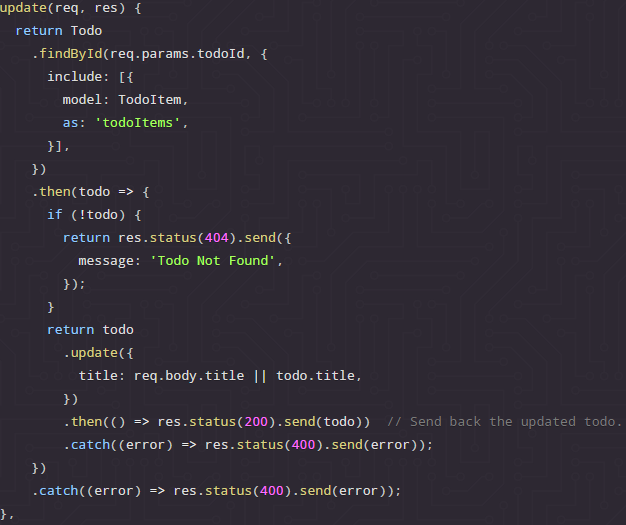 update(req, res) {
  return Todo
    .findById(req.params.todoId, {
      include: [{
        model: TodoItem,
        as: 'todoItems',
      }],
    })
    .then(todo => {
      if (!todo) {
        return res.status(404).send({
          message: 'Todo Not Found',
        });
      }
      return todo
        .update({
          title: req.body.title || todo.title,
        })
        .then(() => res.status(200).send(todo))  // Send back the updated todo.
        .catch((error) => res.status(400).send(error));
    })
    .catch((error) => res.status(400).send(error));
},